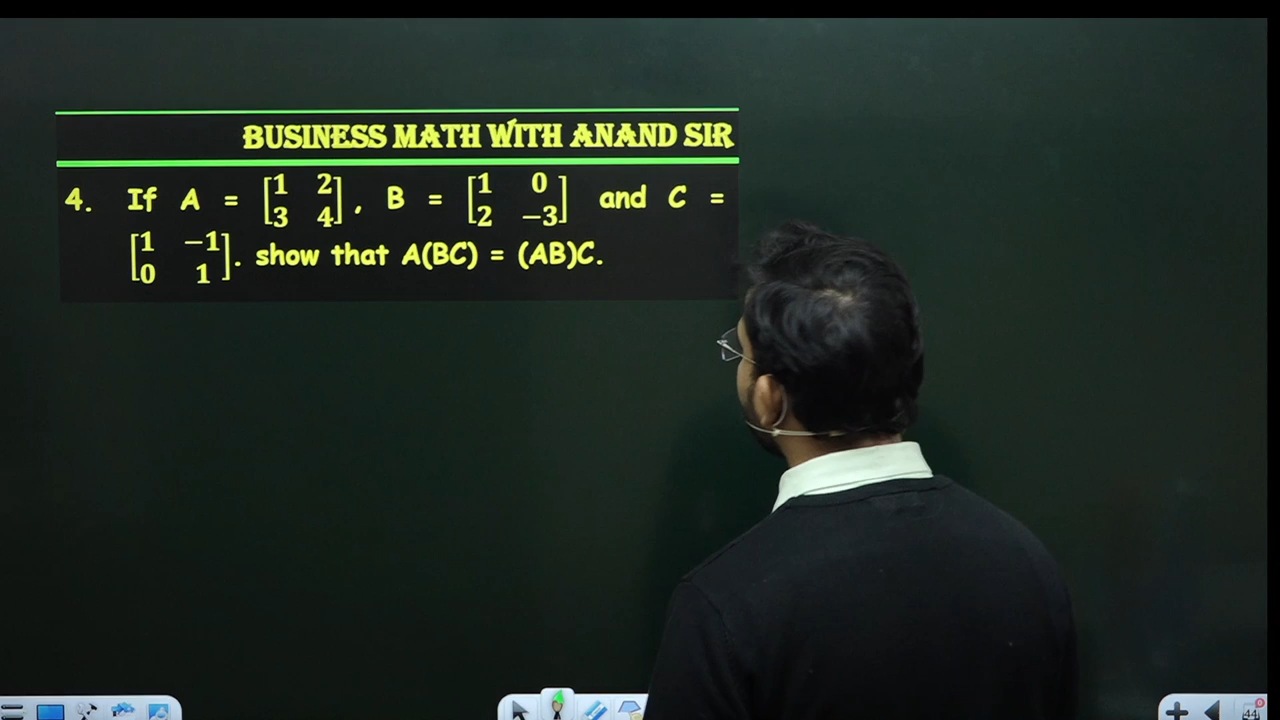 BUSINESS MATH WITH ANAND SIR
4. If A = [1 2
3 4], B = [1 0
2 −3] and C =
[1 −1
0 1]. show that A(BC) = (AB)C.
44